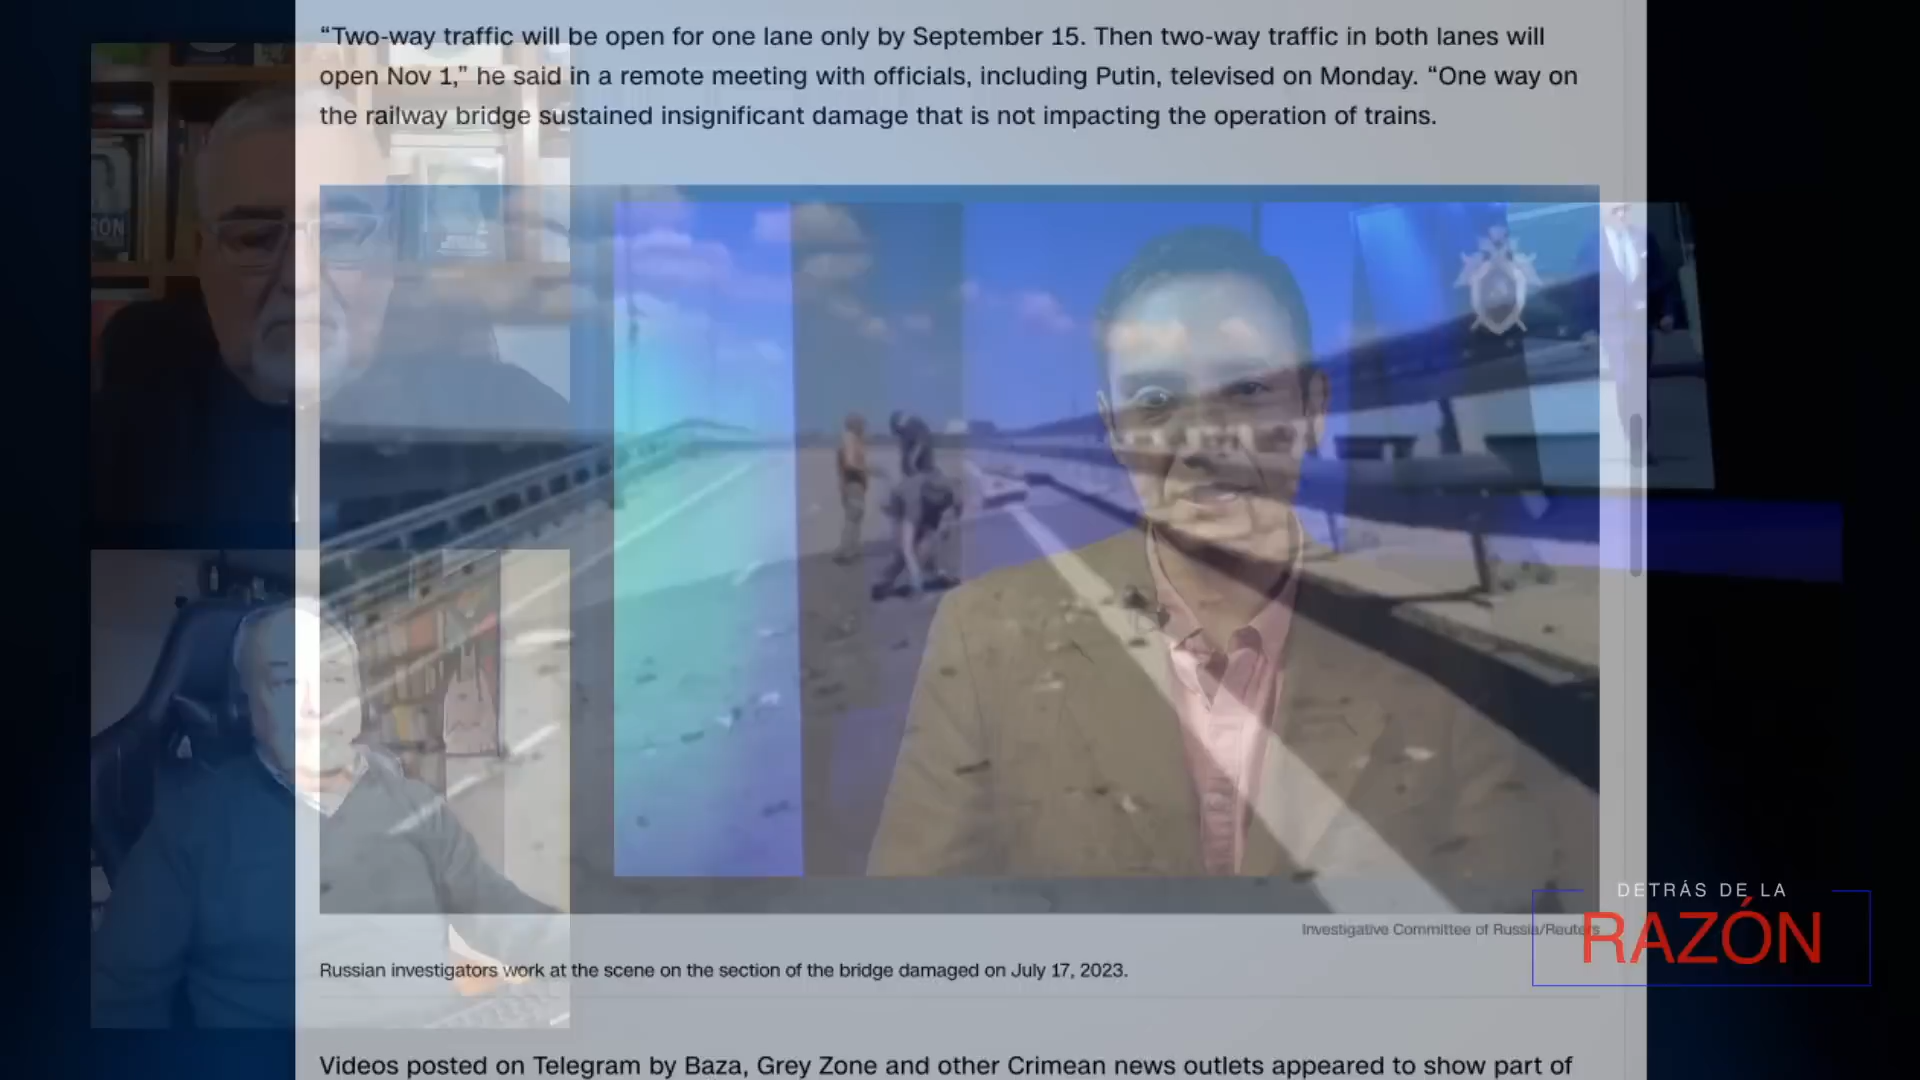 “Two-way traffic will be open for one lane only by September 15. Then two-way traffic in both lanes will
open Nov 1,” he said in a remote meeting with officials, including Putin, televised on Monday. “One way on
the railway bridge sustained insignificant damage that is not impacting the operation of trains.
RON
Investigative Committee of Russia/Reuters
DETRÁS DE LA
RAZÓN
Russian investigators work at the scene on the section of the bridge damaged on July 17, 2023.
Videos posted on Telegram by Baza, Grey Zone and other Crimean news outlets appeared to show part of